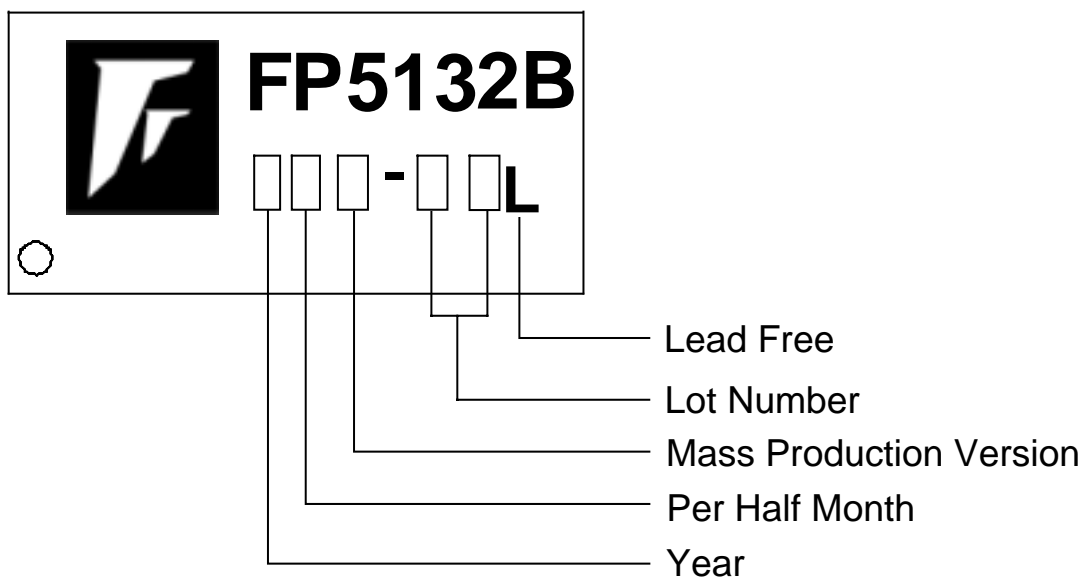 FP5132B
- L
Lead Free
Lot Number
Mass Production Version
Per Half Month
Year